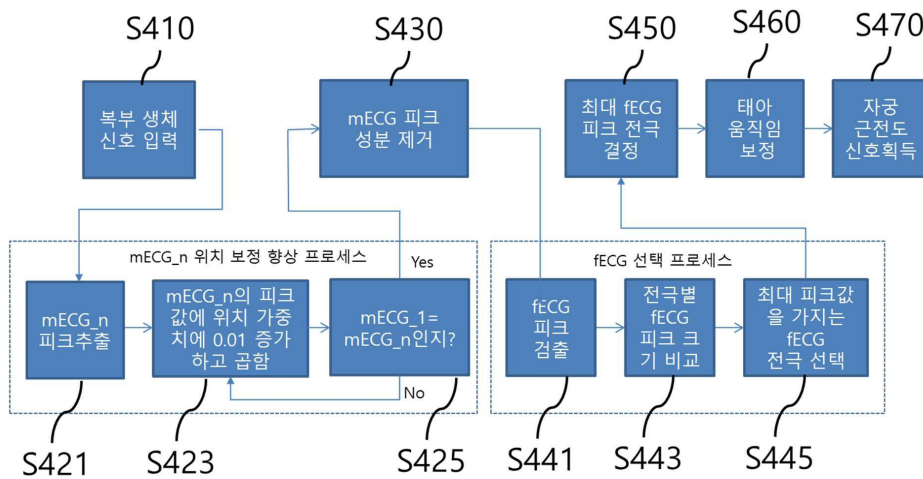 S410
S430
S450
S460
S470
복부 생체
신호 입력
mECG 피크
성분 제거
최대 fECG
피크 전극
결정
태아
움직임
보정
자궁
근전도
신호획득
mECG_n 위치 보정 향상 프로세스
Yes
fECG 선택 프로세스
mECG_n
피크추출
mECG_n의 피크
값에 위치 가중
치에 0.01 증가
하고 곱함
mECG_1=
mECG_n인지?
No
fECG
피크
검출
전극별
fECG
피크 크
기 비교
최대 피크값
을 가지는
fECG
전극 선택
S421
S423
S425
S441
S443
S445